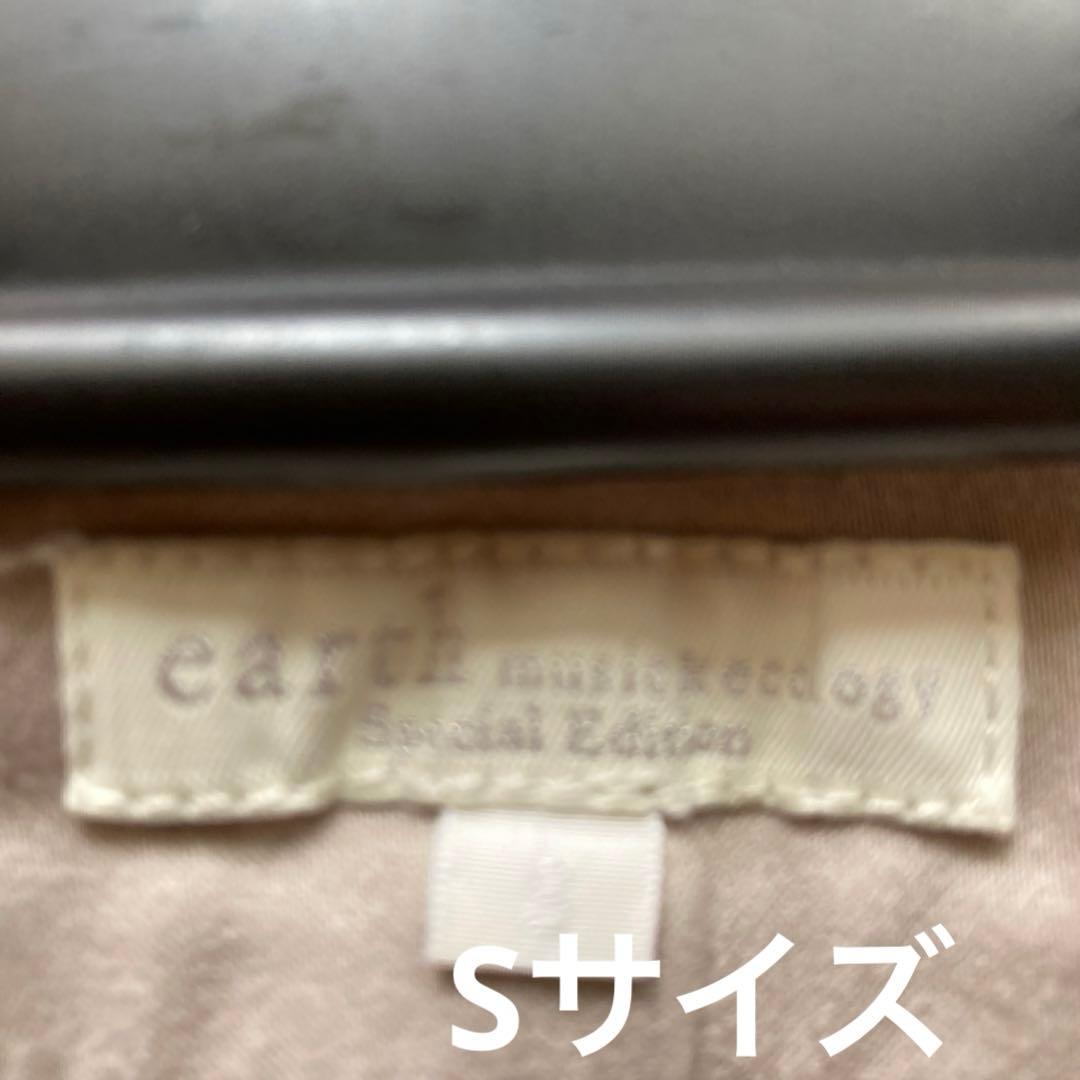 earth music&ecology
Special Edition
S
Sサイズ